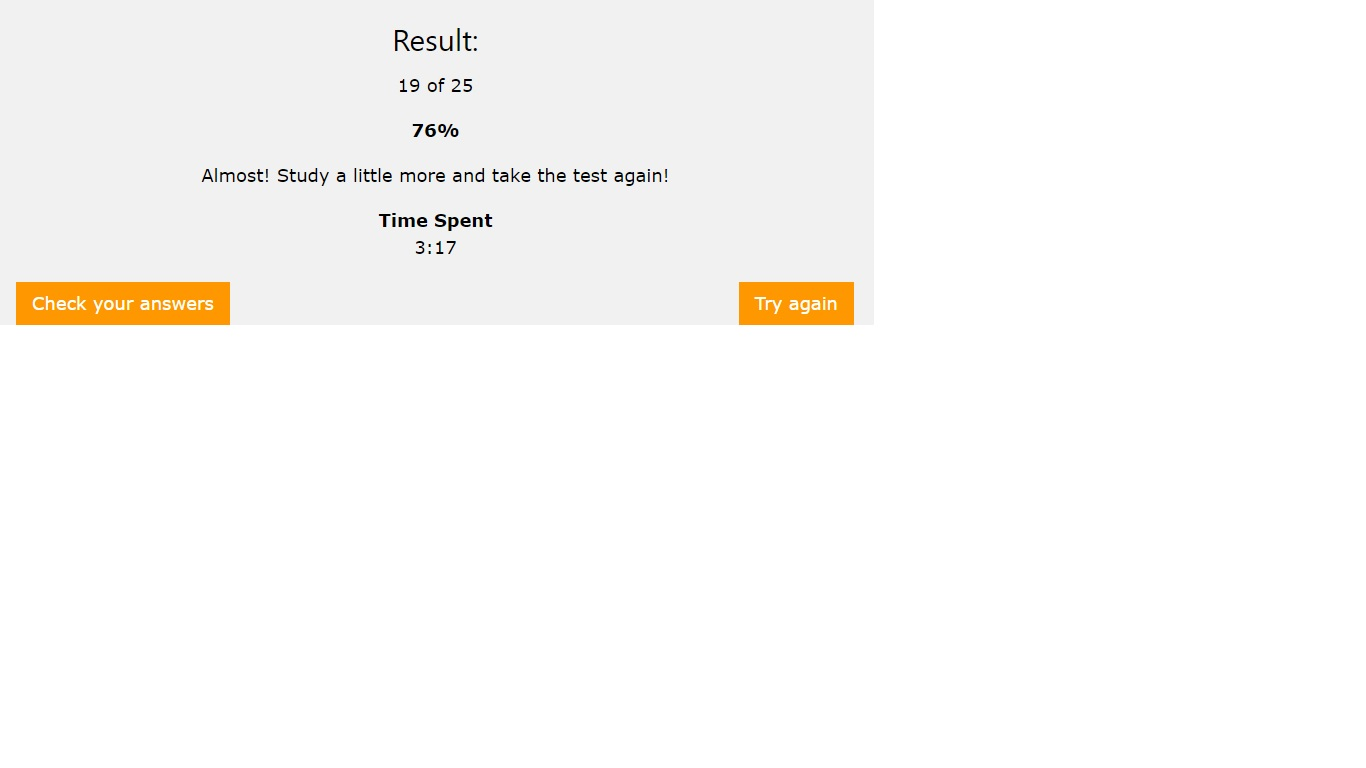 Result:
19 of 25
76%
Almost! Study a little more and take the test again!
Time Spent
3:17
Check your answers
Try again